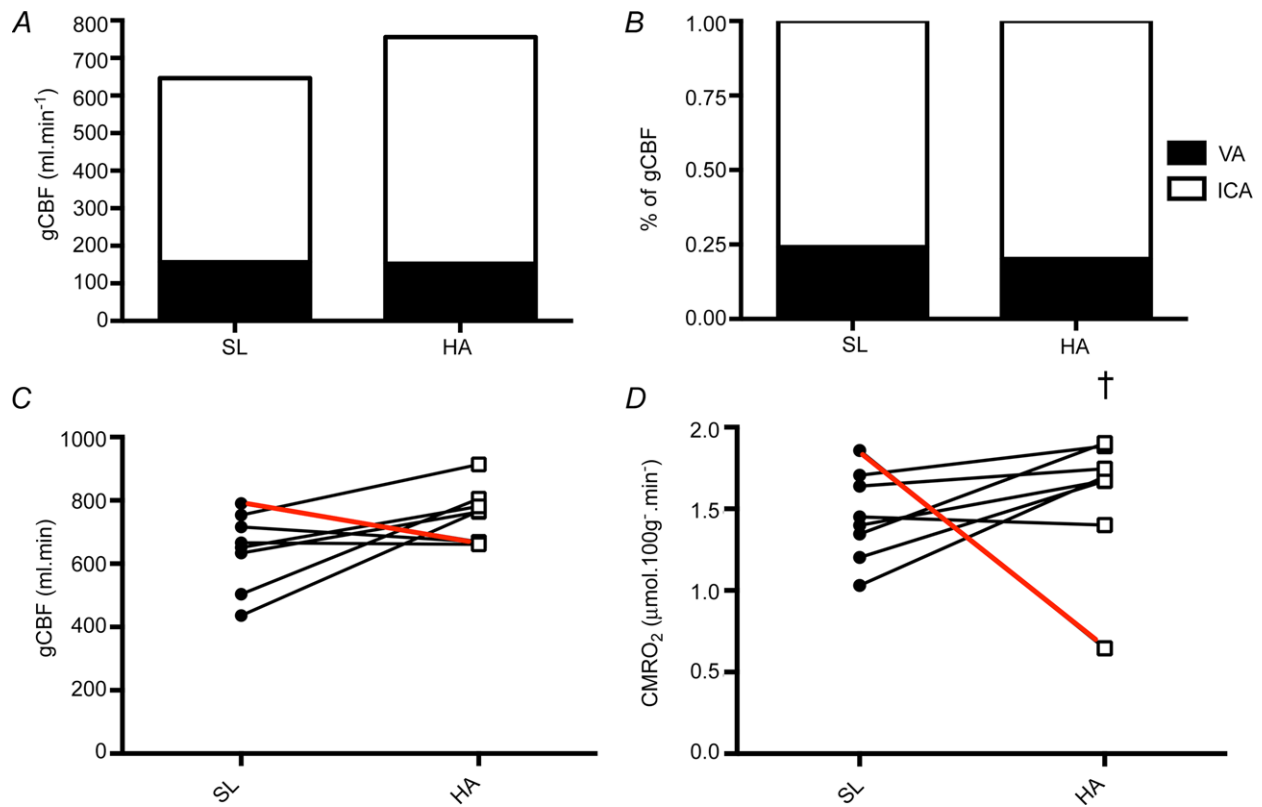 A
800
700
600
500
400
300
200
100
0
gCBF (ml.min⁻¹)
SL HA
B
1.00
0.75
0.50
0.25
0.00
% of gCBF
SL HA
VA
ICA
C
1000
800
600
400
200
0
gCBF (ml.min)
SL HA
D
†
2.0
1.5
1.0
0.5
0.0
CMRO₂ (μmol.100g⁻.min⁻)
SL HA